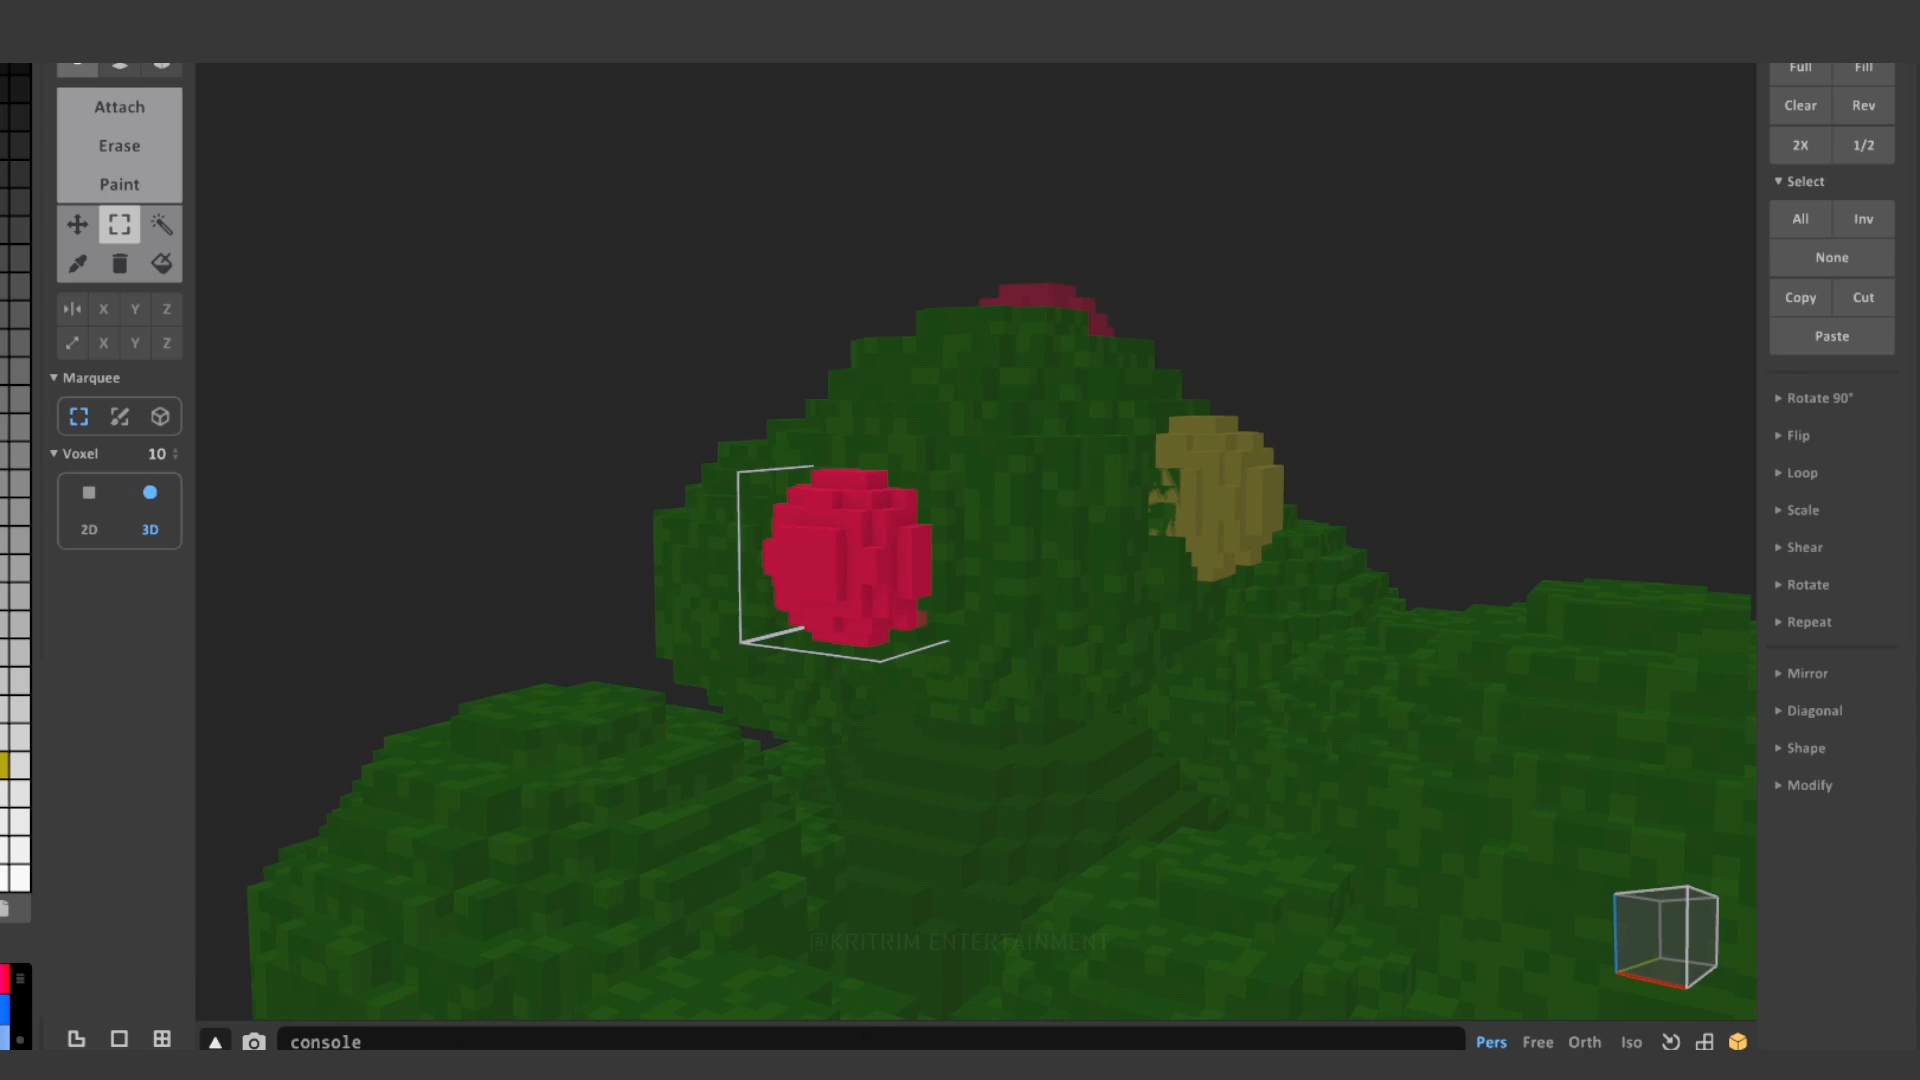 Full Fill
Attach
Clear Rev
Erase
2X 1/2
Paint
Select
All Inv
None
Copy Cut
X Y Z
Paste
X Y Z
Marquee
Rotate 90°
Flip
Voxel 10
Loop
Scale
2D 3D
Shear
Rotate
Repeat
Mirror
Diagonal
Shape
Modify
@KRITRIM ENTERTAINMENT
console
Pers Free Orth Iso